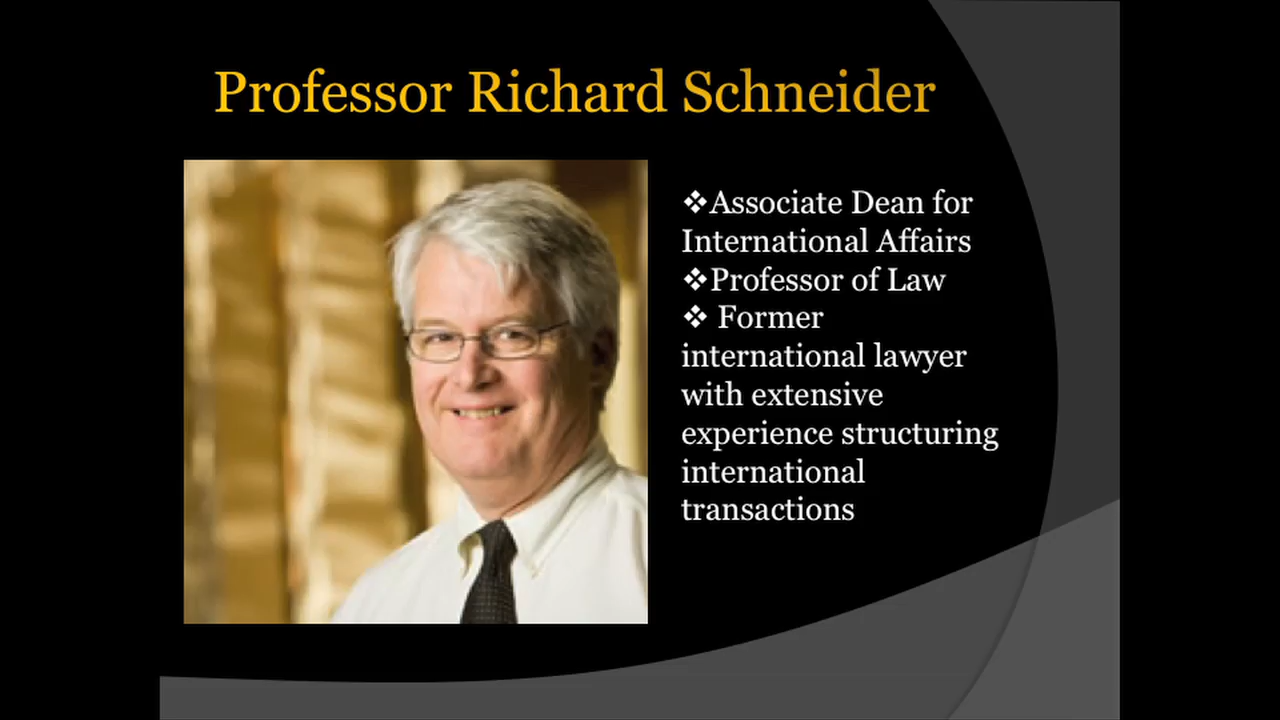 Professor Richard Schneider
❖Associate Dean for
International Affairs
❖Professor of Law
❖ Former
international lawyer
with extensive
experience structuring
international
transactions